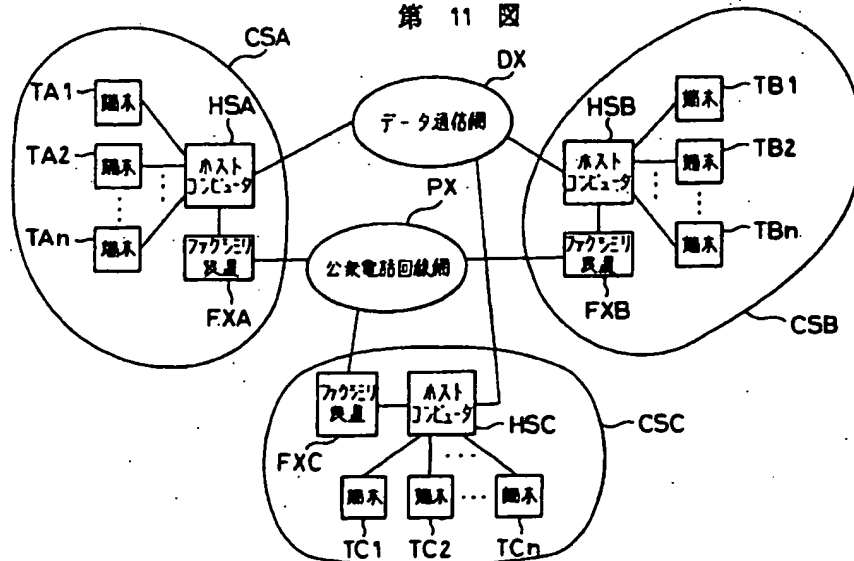 第 11 図
CSA
DX
TA1
端末
HSA
データ通信網
HSB
端末
TB1
TA2
端末
ホスト
コンピュータ
ホスト
コンピュータ
端末
TB2
PX
TAn
端末
ファクシミリ
装置
公衆電話回線網
ファクシミリ
装置
端末
TBn
FXA
FXB
CSB
ファクシミリ
装置
ホスト
コンピュータ
HSC
CSC
FXC
端末
端末
端末
TC1
TC2
TCn